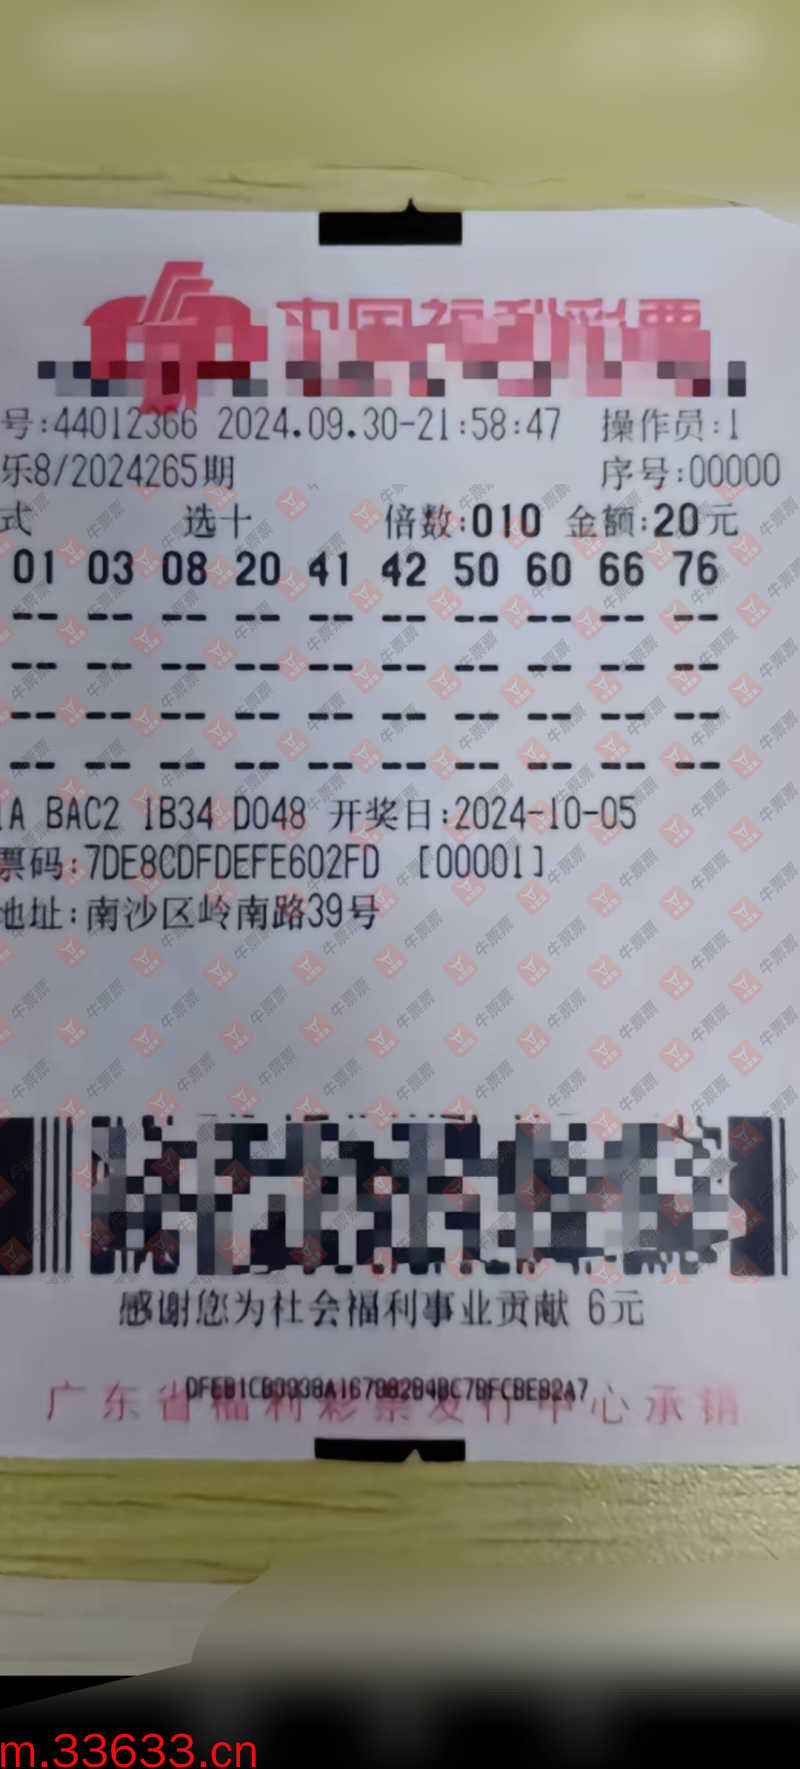 中国福利彩票
号:44012366 2024.09.30-21:58:47 操作员:1
乐8/2024265期 序号:00000
式 选十 倍数:010 金额:20元
01 03 08 20 41 42 50 60 66 76
-- -- -- -- -- -- -- -- -- --
-- -- -- -- -- -- -- -- -- --
-- -- -- -- -- -- -- -- -- --
-- -- -- -- -- -- -- -- -- --
1A BAC2 1B34 D048 开奖日:2024-10-05
票码:7DE8CDFDEFE602FD [00001]
地址:南沙区岭南路39号
感谢您为社会福利事业贡献 6元
广东省福利彩票发行中心承销
牛票票
m.33633.cn